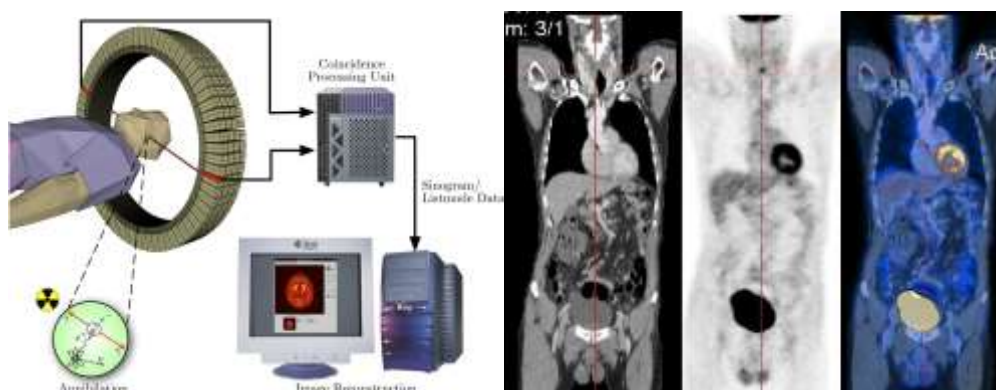 Coincidence
Processing Unit
Sinogram/
Listmode Data
Annihilation
Image Reconstruction
m: 3/1